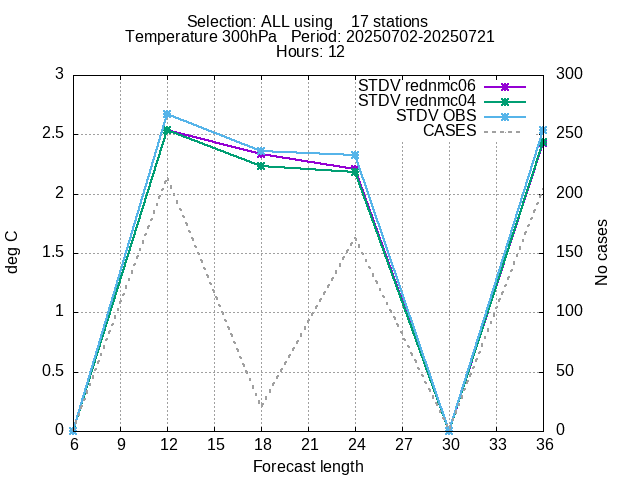 Selection: ALL using    17 stations
Temperature 300hPa   Period: 20250702-20250721
Hours: 12
STDV rednmc06
STDV rednmc04
STDV OBS
CASES
deg C
No cases
3
2.5
2
1.5
1
0.5
0
300
250
200
150
100
50
0
6 9 12 15 18 21 24 27 30 33 36
Forecast length